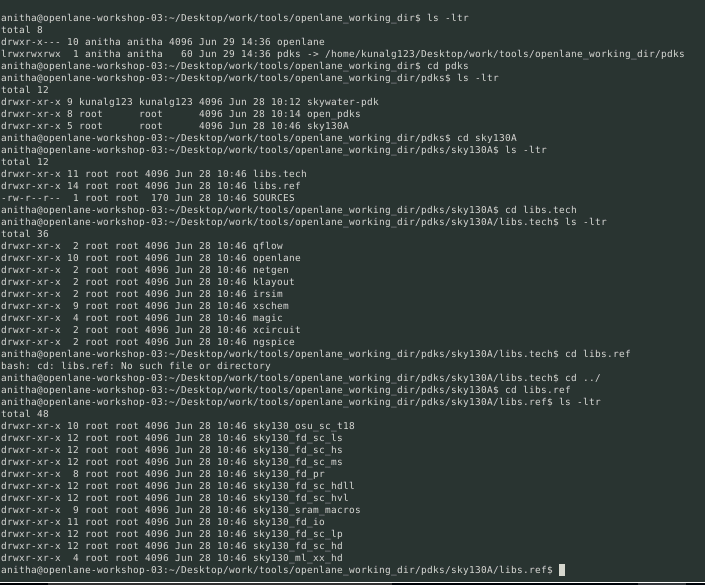 anitha@openlane-workshop-03:~/Desktop/work/tools/openlane_working_dir$ ls -ltr
total 8
drwxr-x--- 10 anitha anitha 4096 Jun 29 14:36 openlane
lrwxrwxrwx  1 anitha anitha   60 Jun 29 14:36 pdks -> /home/kunalg123/Desktop/work/tools/openlane_working_dir/pdks
anitha@openlane-workshop-03:~/Desktop/work/tools/openlane_working_dir$ cd pdks
anitha@openlane-workshop-03:~/Desktop/work/tools/openlane_working_dir/pdks$ ls -ltr
total 12
drwxr-xr-x 9 kunalg123 kunalg123 4096 Jun 28 10:12 skywater-pdk
drwxr-xr-x 8 root      root      4096 Jun 28 10:14 open_pdks
drwxr-xr-x 5 root      root      4096 Jun 28 10:46 sky130A
anitha@openlane-workshop-03:~/Desktop/work/tools/openlane_working_dir/pdks$ cd sky130A
anitha@openlane-workshop-03:~/Desktop/work/tools/openlane_working_dir/pdks/sky130A$ ls -ltr
total 12
drwxr-xr-x 11 root root 4096 Jun 28 10:46 libs.tech
drwxr-xr-x 14 root root 4096 Jun 28 10:46 libs.ref
-rw-r--r--  1 root root  170 Jun 28 10:46 SOURCES
anitha@openlane-workshop-03:~/Desktop/work/tools/openlane_working_dir/pdks/sky130A$ cd libs.tech
anitha@openlane-workshop-03:~/Desktop/work/tools/openlane_working_dir/pdks/sky130A/libs.tech$ ls -ltr
total 36
drwxr-xr-x  2 root root 4096 Jun 28 10:46 qflow
drwxr-xr-x 10 root root 4096 Jun 28 10:46 openlane
drwxr-xr-x  2 root root 4096 Jun 28 10:46 netgen
drwxr-xr-x  2 root root 4096 Jun 28 10:46 klayout
drwxr-xr-x  2 root root 4096 Jun 28 10:46 irsim
drwxr-xr-x  9 root root 4096 Jun 28 10:46 xschem
drwxr-xr-x  4 root root 4096 Jun 28 10:46 magic
drwxr-xr-x  2 root root 4096 Jun 28 10:46 xcircuit
drwxr-xr-x  2 root root 4096 Jun 28 10:46 ngspice
anitha@openlane-workshop-03:~/Desktop/work/tools/openlane_working_dir/pdks/sky130A/libs.tech$ cd libs.ref
bash: cd: libs.ref: No such file or directory
anitha@openlane-workshop-03:~/Desktop/work/tools/openlane_working_dir/pdks/sky130A/libs.tech$ cd ../
anitha@openlane-workshop-03:~/Desktop/work/tools/openlane_working_dir/pdks/sky130A$ cd libs.ref
anitha@openlane-workshop-03:~/Desktop/work/tools/openlane_working_dir/pdks/sky130A/libs.ref$ ls -ltr
total 48
drwxr-xr-x 10 root root 4096 Jun 28 10:46 sky130_osu_sc_t18
drwxr-xr-x 12 root root 4096 Jun 28 10:46 sky130_fd_sc_ls
drwxr-xr-x 12 root root 4096 Jun 28 10:46 sky130_fd_sc_hs
drwxr-xr-x 12 root root 4096 Jun 28 10:46 sky130_fd_sc_ms
drwxr-xr-x  8 root root 4096 Jun 28 10:46 sky130_fd_pr
drwxr-xr-x 12 root root 4096 Jun 28 10:46 sky130_fd_sc_hdll
drwxr-xr-x 12 root root 4096 Jun 28 10:46 sky130_fd_sc_hvl
drwxr-xr-x  9 root root 4096 Jun 28 10:46 sky130_sram_macros
drwxr-xr-x 11 root root 4096 Jun 28 10:46 sky130_fd_io
drwxr-xr-x 12 root root 4096 Jun 28 10:46 sky130_fd_sc_lp
drwxr-xr-x 12 root root 4096 Jun 28 10:46 sky130_fd_sc_hd
drwxr-xr-x  4 root root 4096 Jun 28 10:46 sky130_ml_xx_hd
anitha@openlane-workshop-03:~/Desktop/work/tools/openlane_working_dir/pdks/sky130A/libs.ref$